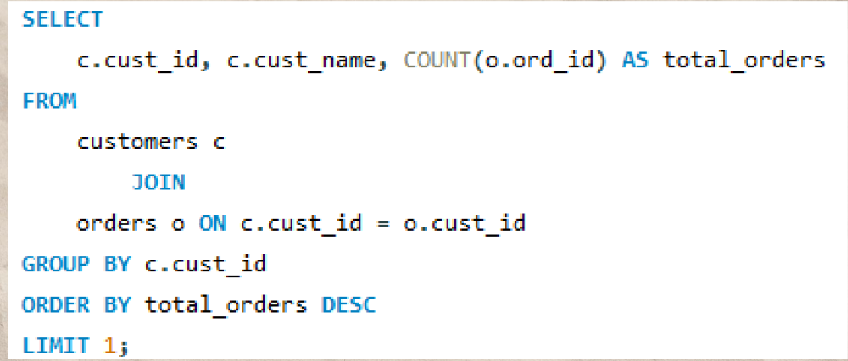 SELECT
c.cust_id, c.cust_name, COUNT(o.ord_id) AS total_orders
FROM
customers c
JOIN
orders o ON c.cust_id = o.cust_id
GROUP BY c.cust_id
ORDER BY total_orders DESC
LIMIT 1;